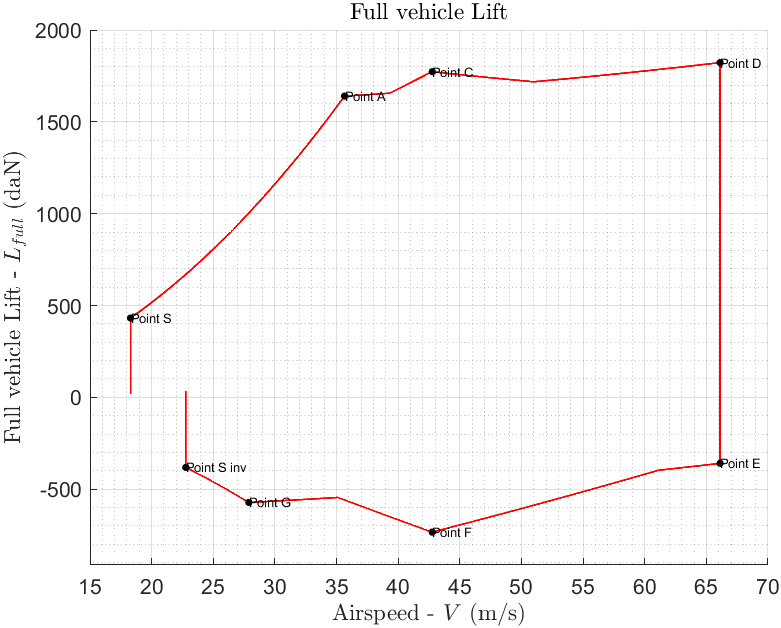 Full vehicle Lift
Full vehicle Lift - L_full (daN)
2000
1500
1000
500
0
-500
Point A
Point C
Point D
Point S
Point S inv
Point G
Point F
Point E
15 20 25 30 35 40 45 50 55 60 65 70
Airspeed - V (m/s)